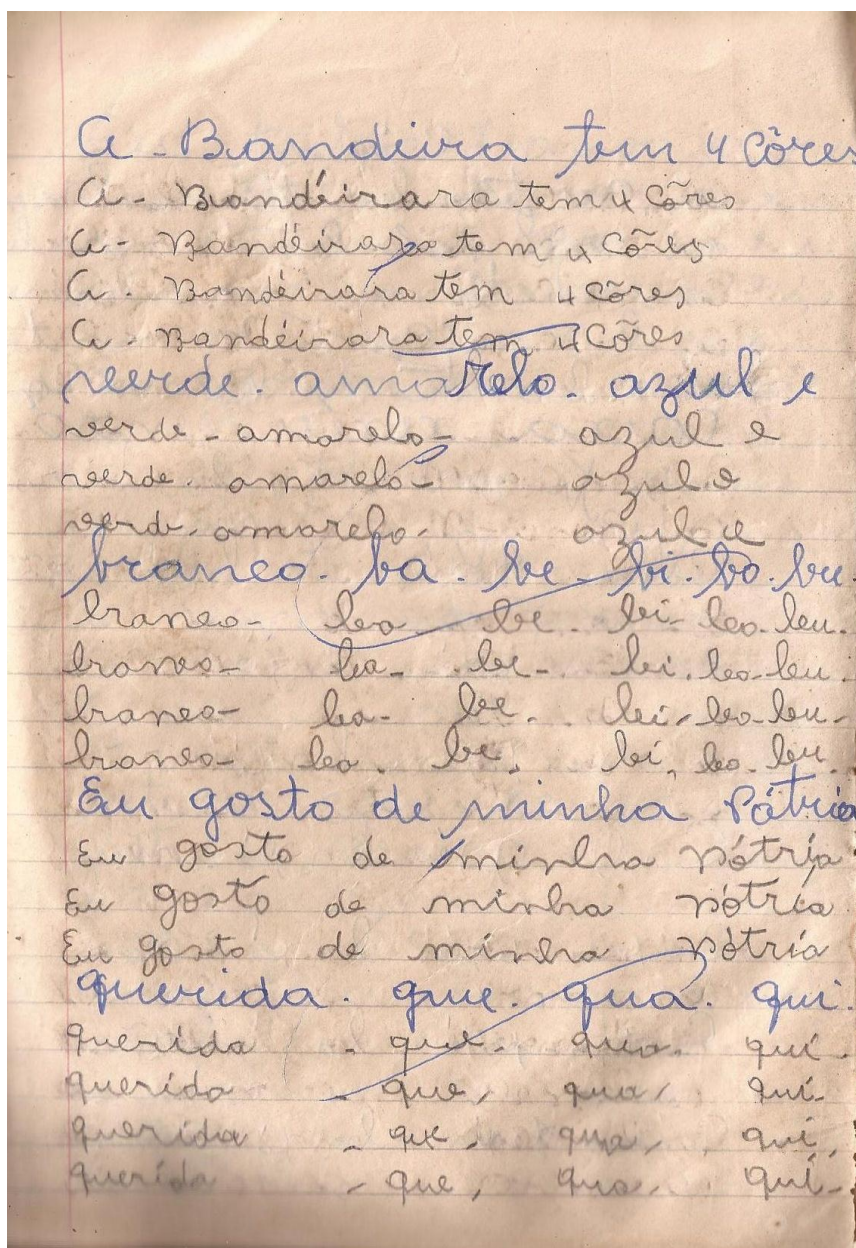 A - Bandeira tem 4 Côres
A - Bandéirara tem 4 Côres
A - Bandéirara tem 4 Côres
A - Bandéirara tem 4 Côres
A - Bandéirara tem 4 Côres
verde - amarelo - azul e
verde - amarelo - azul e
verde - amarelo - azul e
verde - amarelo - azul e
branco - ba - be - bi - bo - bu -
branco - ba - be - bi - bo - bu.
branco - ba - be - bi - bo - bu.
branco - ba - be - bi - bo - bu.
branco - ba - be, bi, bo - bu.
Eu gosto de minha Pátria
Eu gosto de minha Pátria.
Eu gosto de minha Pátria
Eu gosto de minha Pátria
querida - que - qua - qui -
querida - que - qua - qui -
querida - que, qua, qui -
querida - que, qua, qui,
querida - que, qua, qui -